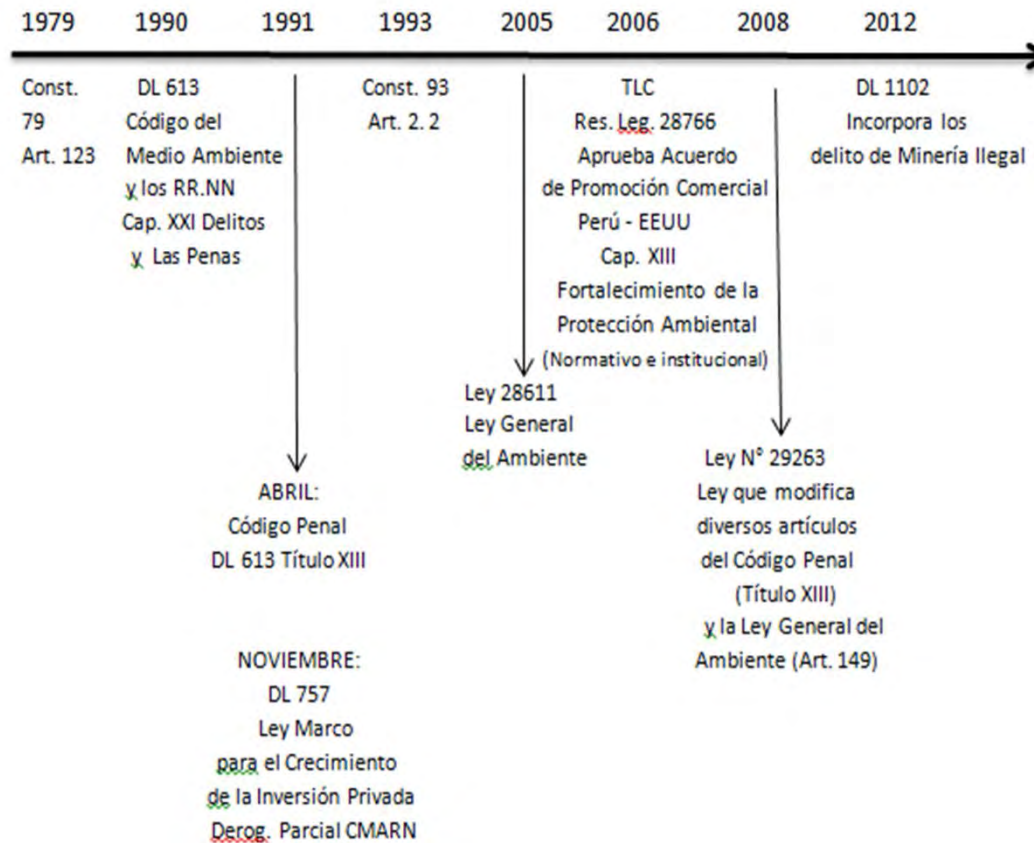 1979 1990 1991 1993 2005 2006 2008 2012
Const.
79
Art. 123
DL 613
Código del
Medio Ambiente
y los RR.NN
Cap. XXI Delitos
y Las Penas
ABRIL:
Código Penal
DL 613 Título XIII
NOVIEMBRE:
DL 757
Ley Marco
para el Crecimiento
de la Inversión Privada
Derog. Parcial CMARN
Const. 93
Art. 2. 2
Ley 28611
Ley General
del Ambiente
TLC
Res. Leg. 28766
Aprueba Acuerdo
de Promoción Comercial
Perú - EEUU
Cap. XIII
Fortalecimiento de la
Protección Ambiental
(Normativo e institucional)
Ley N° 29263
Ley que modifica
diversos artículos
del Código Penal
(Título XIII)
y la Ley General del
Ambiente (Art. 149)
DL 1102
Incorpora los
delito de Minería Ilegal